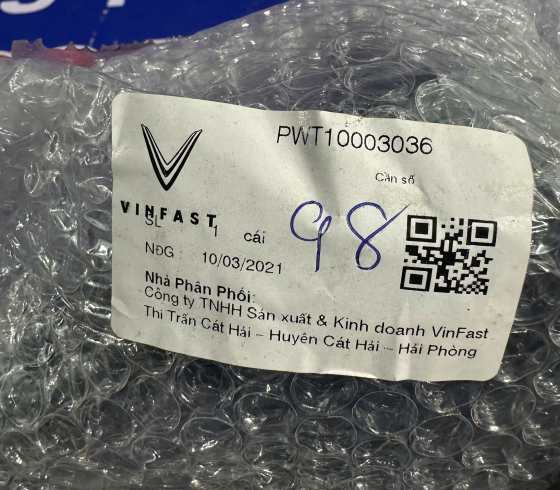 PWT10003036
Cần số
VINFAST
SL 1 cái
98
NĐG : 10/03/2021
Nhà Phân Phối:
Công ty TNHH Sản xuất & Kinh doanh VinFast
Thị Trấn Cát Hải - Huyện Cát Hải - Hải Phòng